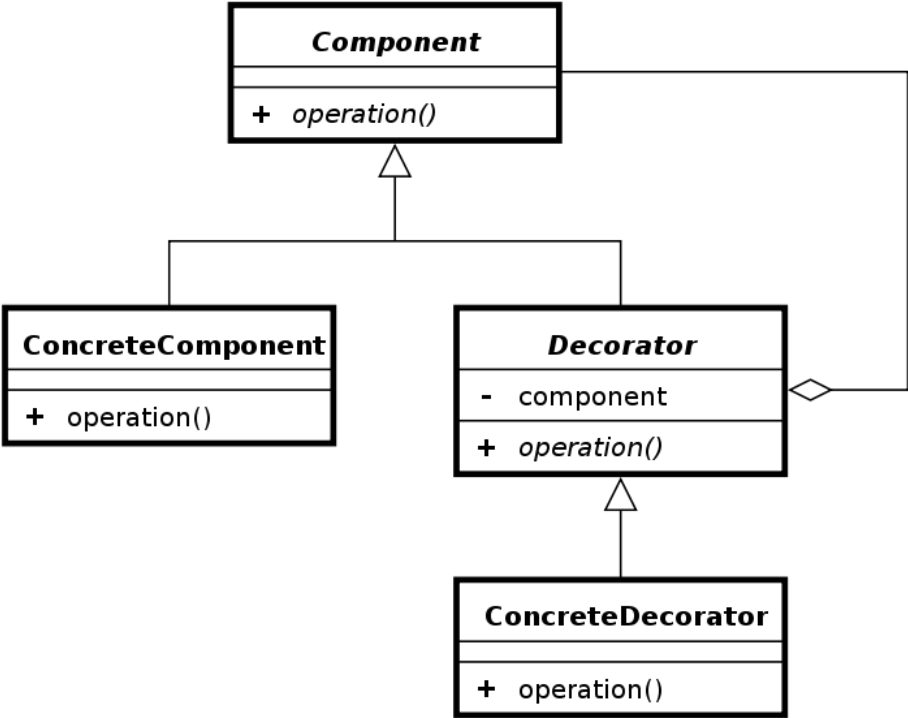 Component
+ operation()
ConcreteComponent
+ operation()
Decorator
- component
+ operation()
ConcreteDecorator
+ operation()